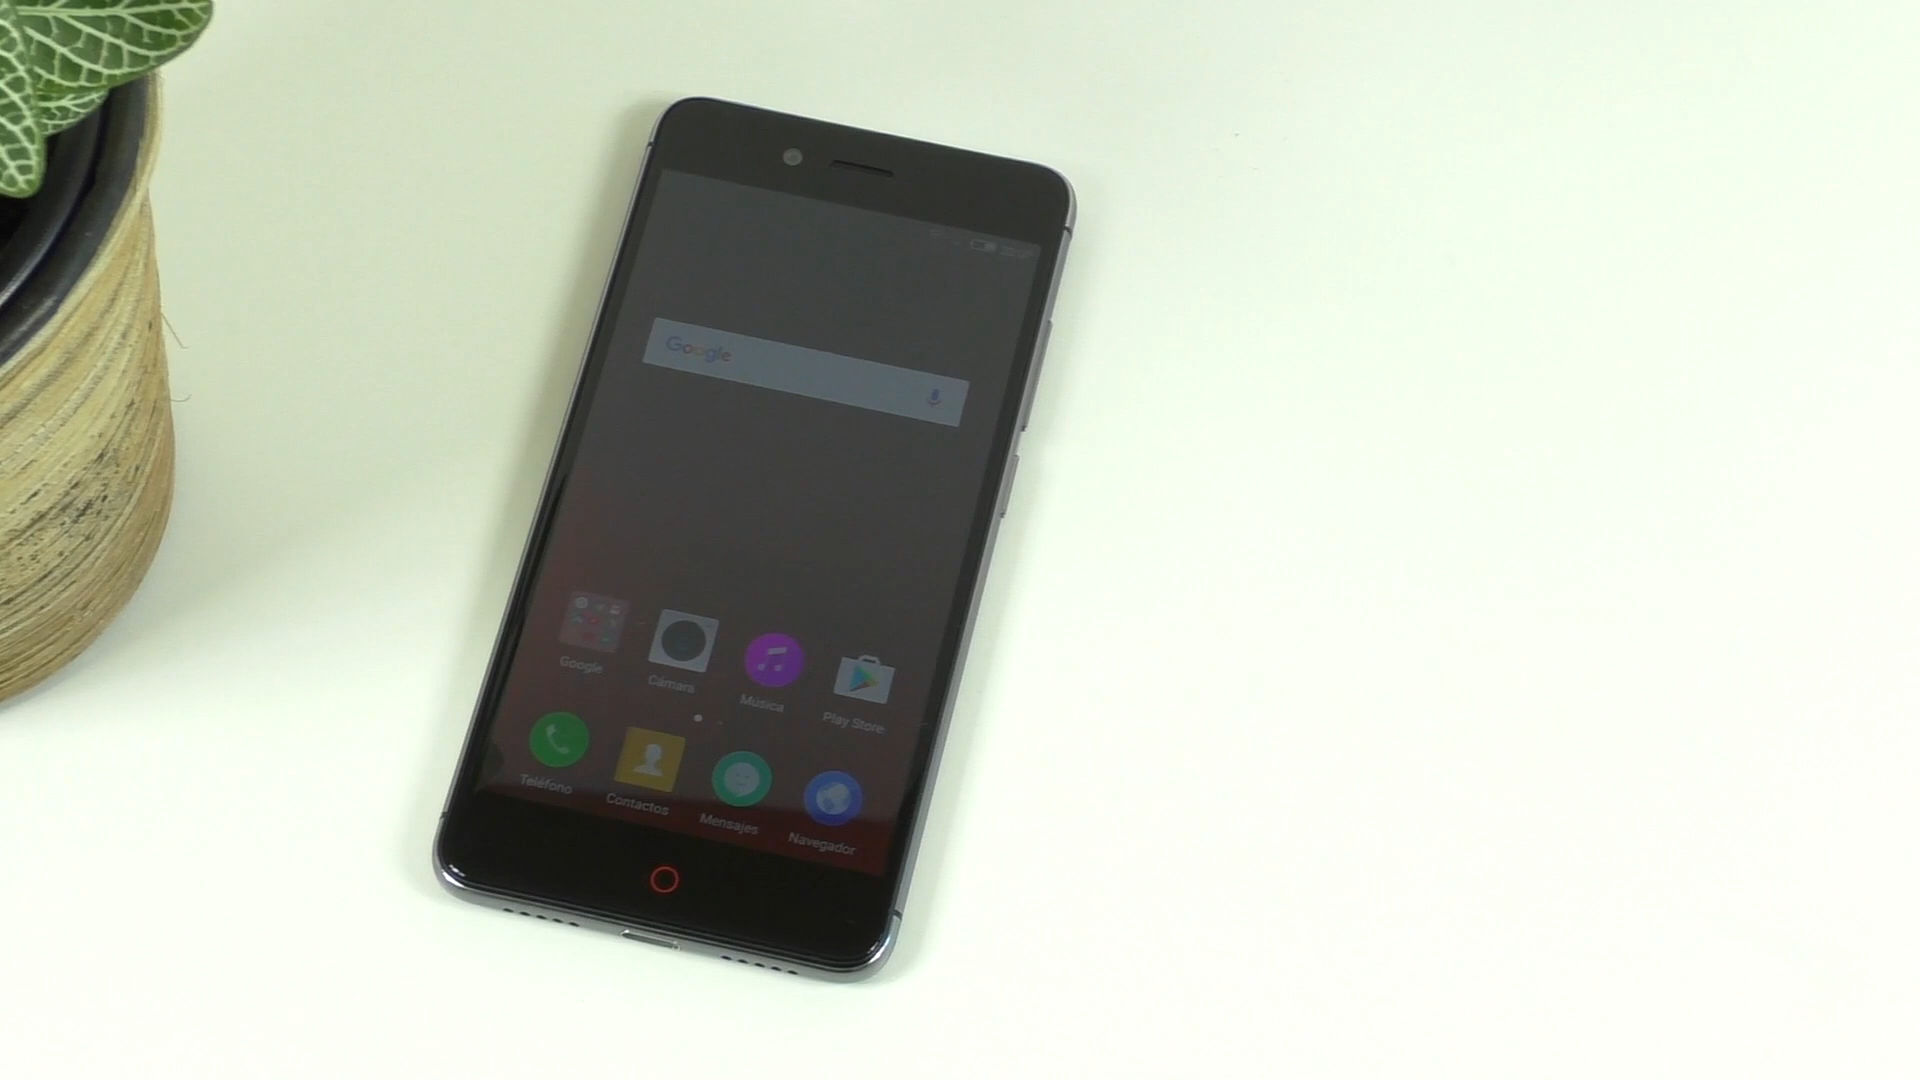 Google
Google
Cámara
Música
Play Store
Teléfono
Contactos
Mensajes
Navegador